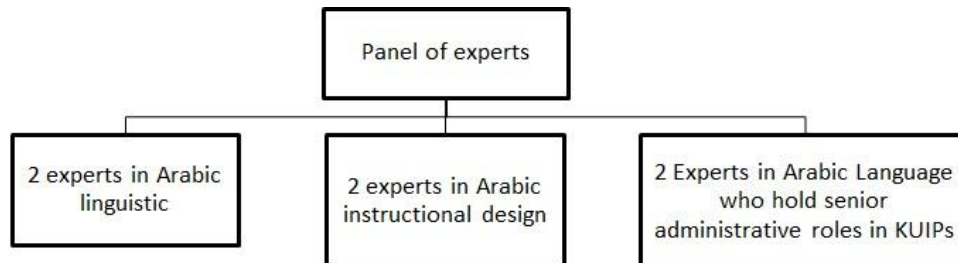 Panel of experts
2 experts in Arabic
linguistic
2 experts in Arabic
instructional design
2 Experts in Arabic Language
who hold senior
administrative roles in KUIPs